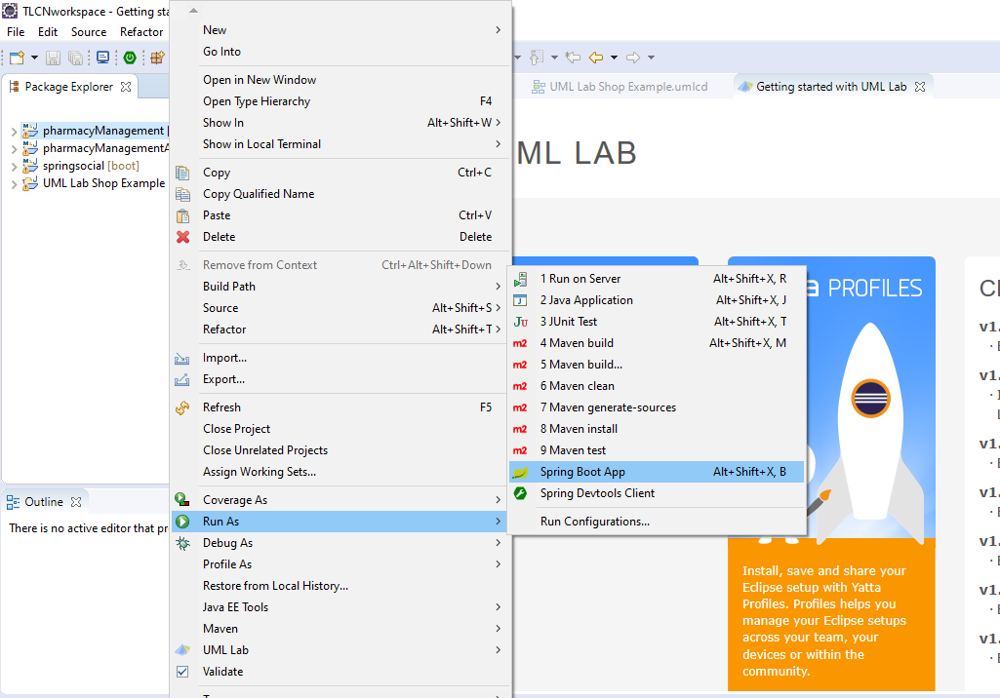 TLCNworkspace - Getting sta
File Edit Source Refactor
Package Explorer
pharmacyManagement [
pharmacyManagementA
springsocial [boot]
UML Lab Shop Example
Outline
There is no active editor that pr
New
Go Into
Open in New Window
Open Type Hierarchy F4
Show In Alt+Shift+W
Show in Local Terminal
Copy Ctrl+C
Copy Qualified Name
Paste Ctrl+V
Delete Delete
Remove from Context Ctrl+Alt+Shift+Down
Build Path
Source Alt+Shift+S
Refactor Alt+Shift+T
Import...
Export...
Refresh F5
Close Project
Close Unrelated Projects
Assign Working Sets...
Coverage As
Run As
Debug As
Profile As
Restore from Local History...
Java EE Tools
Maven
UML Lab
Validate
1 Run on Server Alt+Shift+X, R
2 Java Application Alt+Shift+X, J
Ju 3 JUnit Test Alt+Shift+X, T
m2 4 Maven build Alt+Shift+X, M
m2 5 Maven build...
m2 6 Maven clean
m2 7 Maven generate-sources
m2 8 Maven install
m2 9 Maven test
Spring Boot App Alt+Shift+X, B
Spring Devtools Client
Run Configurations...
UML Lab Shop Example.umlcd
Getting started with UML Lab
ML LAB
a PROFILES
Install, save and share your
Eclipse setup with Yatta
Profiles. Profiles helps you
manage your Eclipse setups
across your team, your
devices or within the
community.
v1.
v1.
v1.
v1.
v1.
v1.
v1.